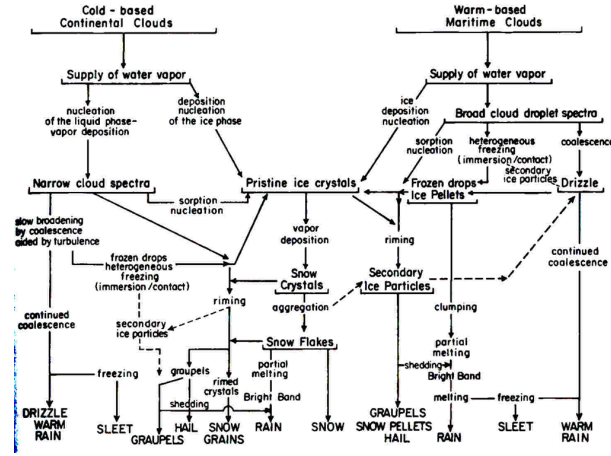 Cold-based
Continental Clouds
Warm-based
Maritime Clouds
Supply of water vapor
Supply of water vapor
nucleation
of the liquid phase-
vapor deposition
deposition
nucleation
of the ice phase
ice
deposition
nucleation
Broad cloud droplet spectra
sorption
nucleation
heterogeneous
freezing
(immersion/contact)
secondary
ice particles
coalescence
Narrow cloud spectra
Pristine ice crystals
Frozen drops
Ice Pellets
Drizzle
sorption
nucleation
slow broadening
by coalescence
aided by turbulence
frozen drops
heterogeneous
freezing
(immersion/contact)
vapor
deposition
riming
continued
coalescence
Snow
Crystals
Secondary
Ice Particles
riming
aggregation
clumping
continued
coalescence
secondary
ice particles
Snow Flakes
partial
melting
freezing
graupels
rimed
crystals
partial
melting
shedding
Bright Band
shedding
Bright Band
melting
freezing
DRIZZLE
WARM
RAIN
SLEET
GRAUPELS
HAIL
SNOW
GRAINS
RAIN
SNOW
GRAUPELS
SNOW PELLETS
HAIL
RAIN
SLEET
WARM
RAIN